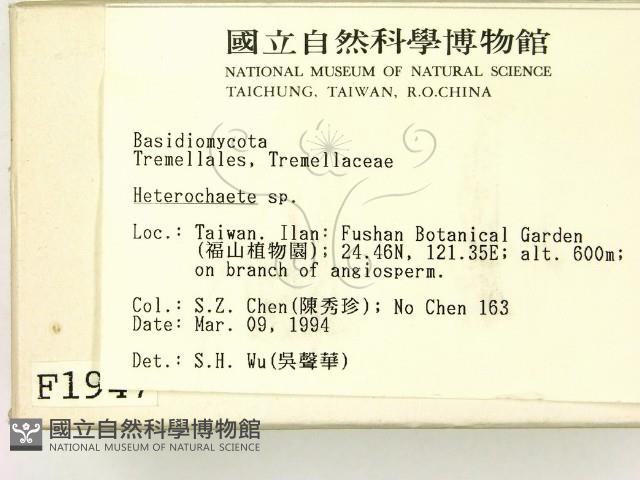 國立自然科學博物館
NATIONAL MUSEUM OF NATURAL SCIENCE
TAICHUNG, TAIWAN, R.O.CHINA
Basidiomycota
Tremellales, Tremellaceae
Heterochaete sp.
Loc.: Taiwan. Ilan: Fushan Botanical Garden
(福山植物園); 24.46N, 121.35E; alt. 600m;
on branch of angiosperm.
Col.: S.Z. Chen(陳秀珍); No Chen 163
Date: Mar. 09, 1994
Det.: S.H. Wu(吳聲華)
F1947
國立自然科學博物館
NATIONAL MUSEUM OF NATURAL SCIENCE